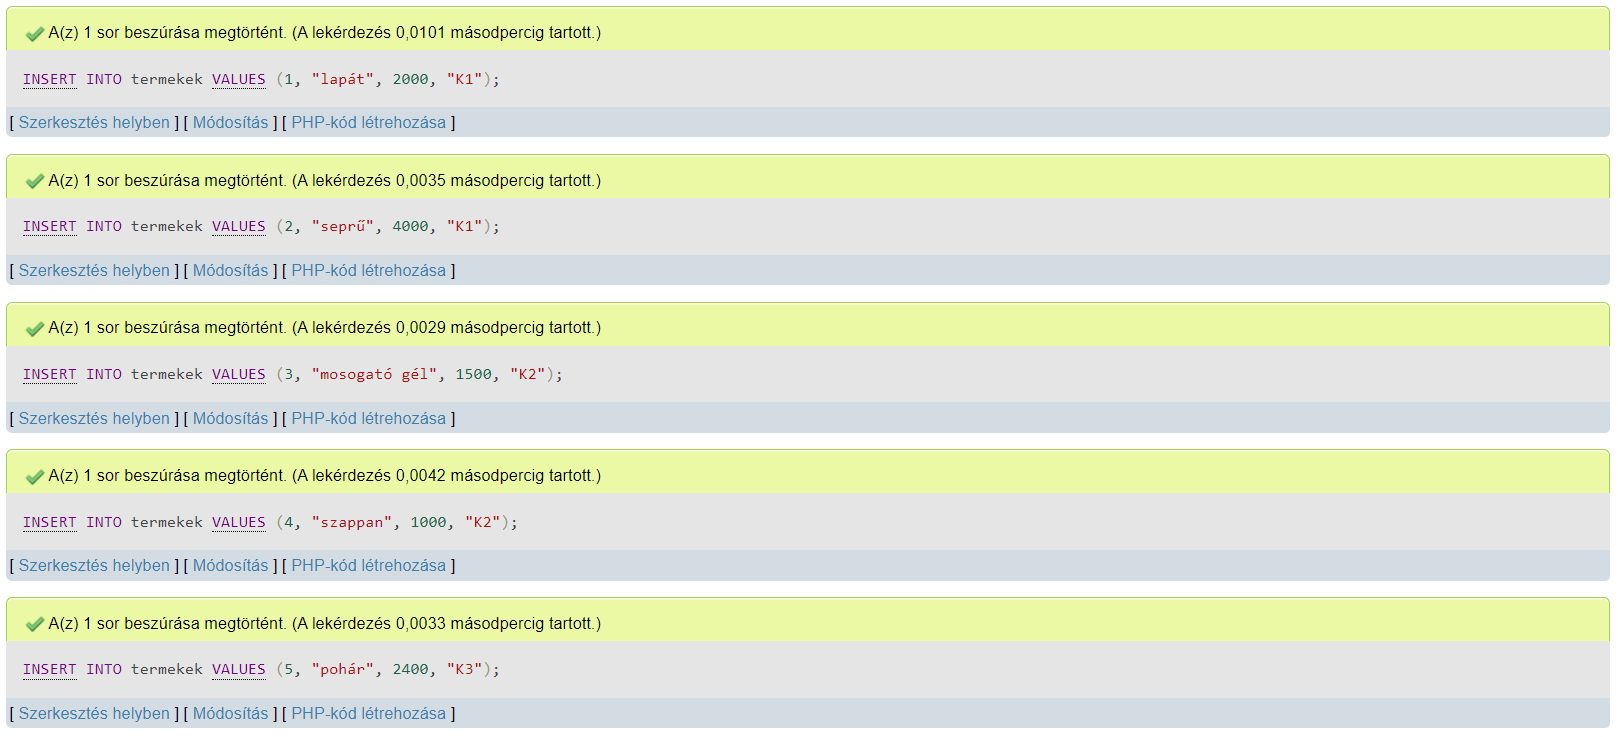 A(z) 1 sor beszúrása megtörtént. (A lekérdezés 0,0101 másodpercig tartott.)
INSERT INTO termekek VALUES (1, "lapát", 2000, "K1");
[ Szerkesztés helyben ] [ Módosítás ] [ PHP-kód létrehozása ]
A(z) 1 sor beszúrása megtörtént. (A lekérdezés 0,0035 másodpercig tartott.)
INSERT INTO termekek VALUES (2, "seprű", 4000, "K1");
[ Szerkesztés helyben ] [ Módosítás ] [ PHP-kód létrehozása ]
A(z) 1 sor beszúrása megtörtént. (A lekérdezés 0,0029 másodpercig tartott.)
INSERT INTO termekek VALUES (3, "mosogató gél", 1500, "K2");
[ Szerkesztés helyben ] [ Módosítás ] [ PHP-kód létrehozása ]
A(z) 1 sor beszúrása megtörtént. (A lekérdezés 0,0042 másodpercig tartott.)
INSERT INTO termekek VALUES (4, "szappan", 1000, "K2");
[ Szerkesztés helyben ] [ Módosítás ] [ PHP-kód létrehozása ]
A(z) 1 sor beszúrása megtörtént. (A lekérdezés 0,0033 másodpercig tartott.)
INSERT INTO termekek VALUES (5, "pohár", 2400, "K3");
[ Szerkesztés helyben ] [ Módosítás ] [ PHP-kód létrehozása ]